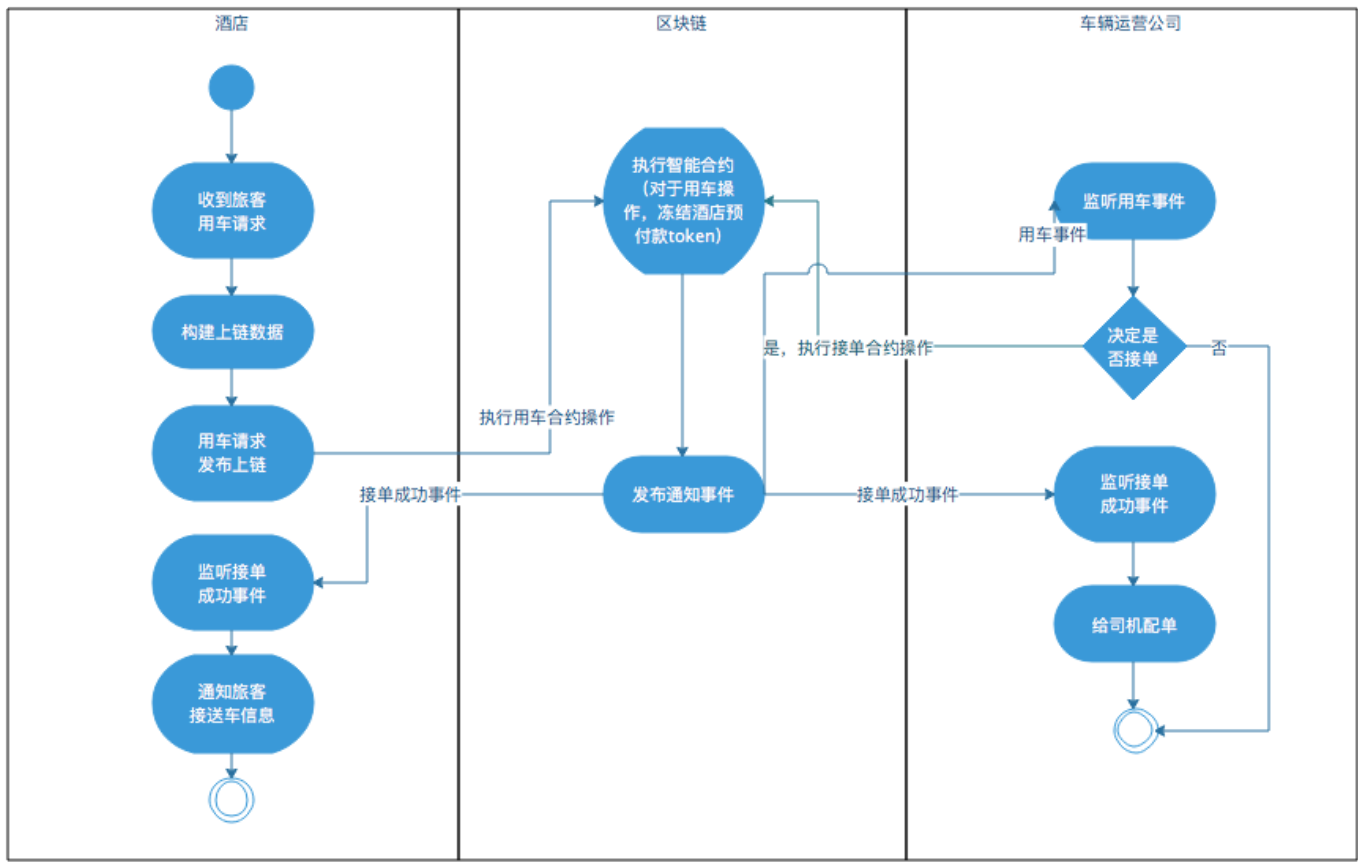 酒店
区块链
车辆运营公司
收到旅客
用车请求
构建上链数据
用车请求
发布上链
执行用车合约操作
接单成功事件
监听接单
成功事件
通知旅客
接送车信息
执行智能合约
（对于用车操
作，冻结酒店预
付款token）
发布通知事件
是，执行接单合约操作
接单成功事件
用车事件
监听用车事件
决定是
否接单
否
监听接单
成功事件
给司机配单